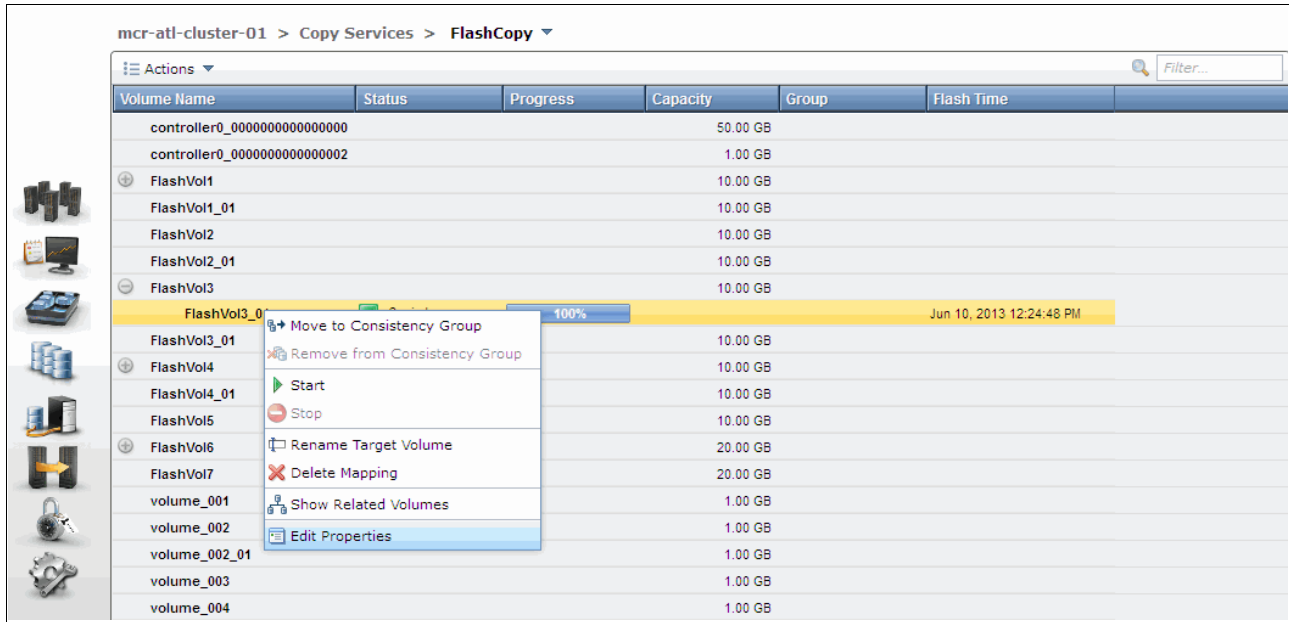 mcr-atl-cluster-01 > Copy Services > FlashCopy
Actions Filter...
Volume Name Status Progress Capacity Group Flash Time
controller0_0000000000000000 50.00 GB
controller0_0000000000000002 1.00 GB
FlashVol1 10.00 GB
FlashVol1_01 10.00 GB
FlashVol2 10.00 GB
FlashVol2_01 10.00 GB
FlashVol3 10.00 GB
FlashVol3_0 100% Jun 10, 2013 12:24:48 PM
Move to Consistency Group
FlashVol3_01 10.00 GB
Remove from Consistency Group
FlashVol4 10.00 GB
Start
FlashVol4_01 10.00 GB
Stop
FlashVol5 10.00 GB
Rename Target Volume
FlashVol6 20.00 GB
Delete Mapping
FlashVol7 20.00 GB
Show Related Volumes
volume_001 1.00 GB
volume_002 1.00 GB
Edit Properties
volume_002_01 1.00 GB
volume_003 1.00 GB
volume_004 1.00 GB